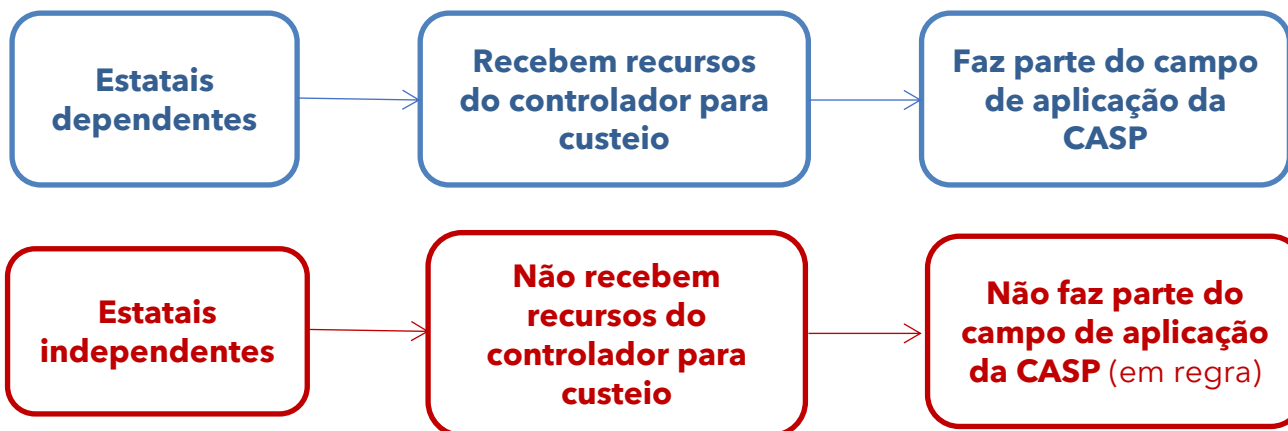 Estatais
dependentes
Recebem recursos
do controlador para
custeio
Faz parte do campo
de aplicação da
CASP
Estatais
independentes
Não recebem
recursos do
controlador para
custeio
Não faz parte do
campo de aplicação
da CASP (em regra)